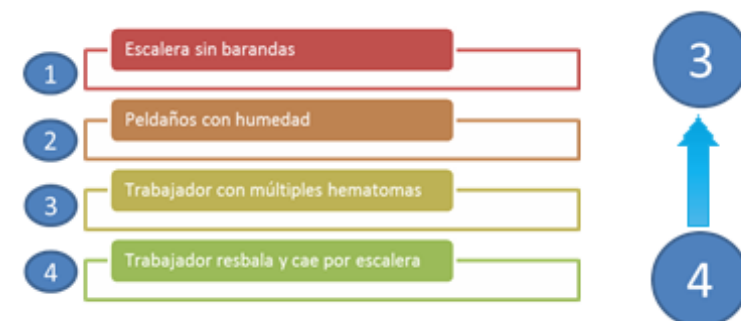 1 Escalera sin barandas
2 Peldaños con humedad
3 Trabajador con múltiples hematomas
4 Trabajador resbala y cae por escalera
3
4